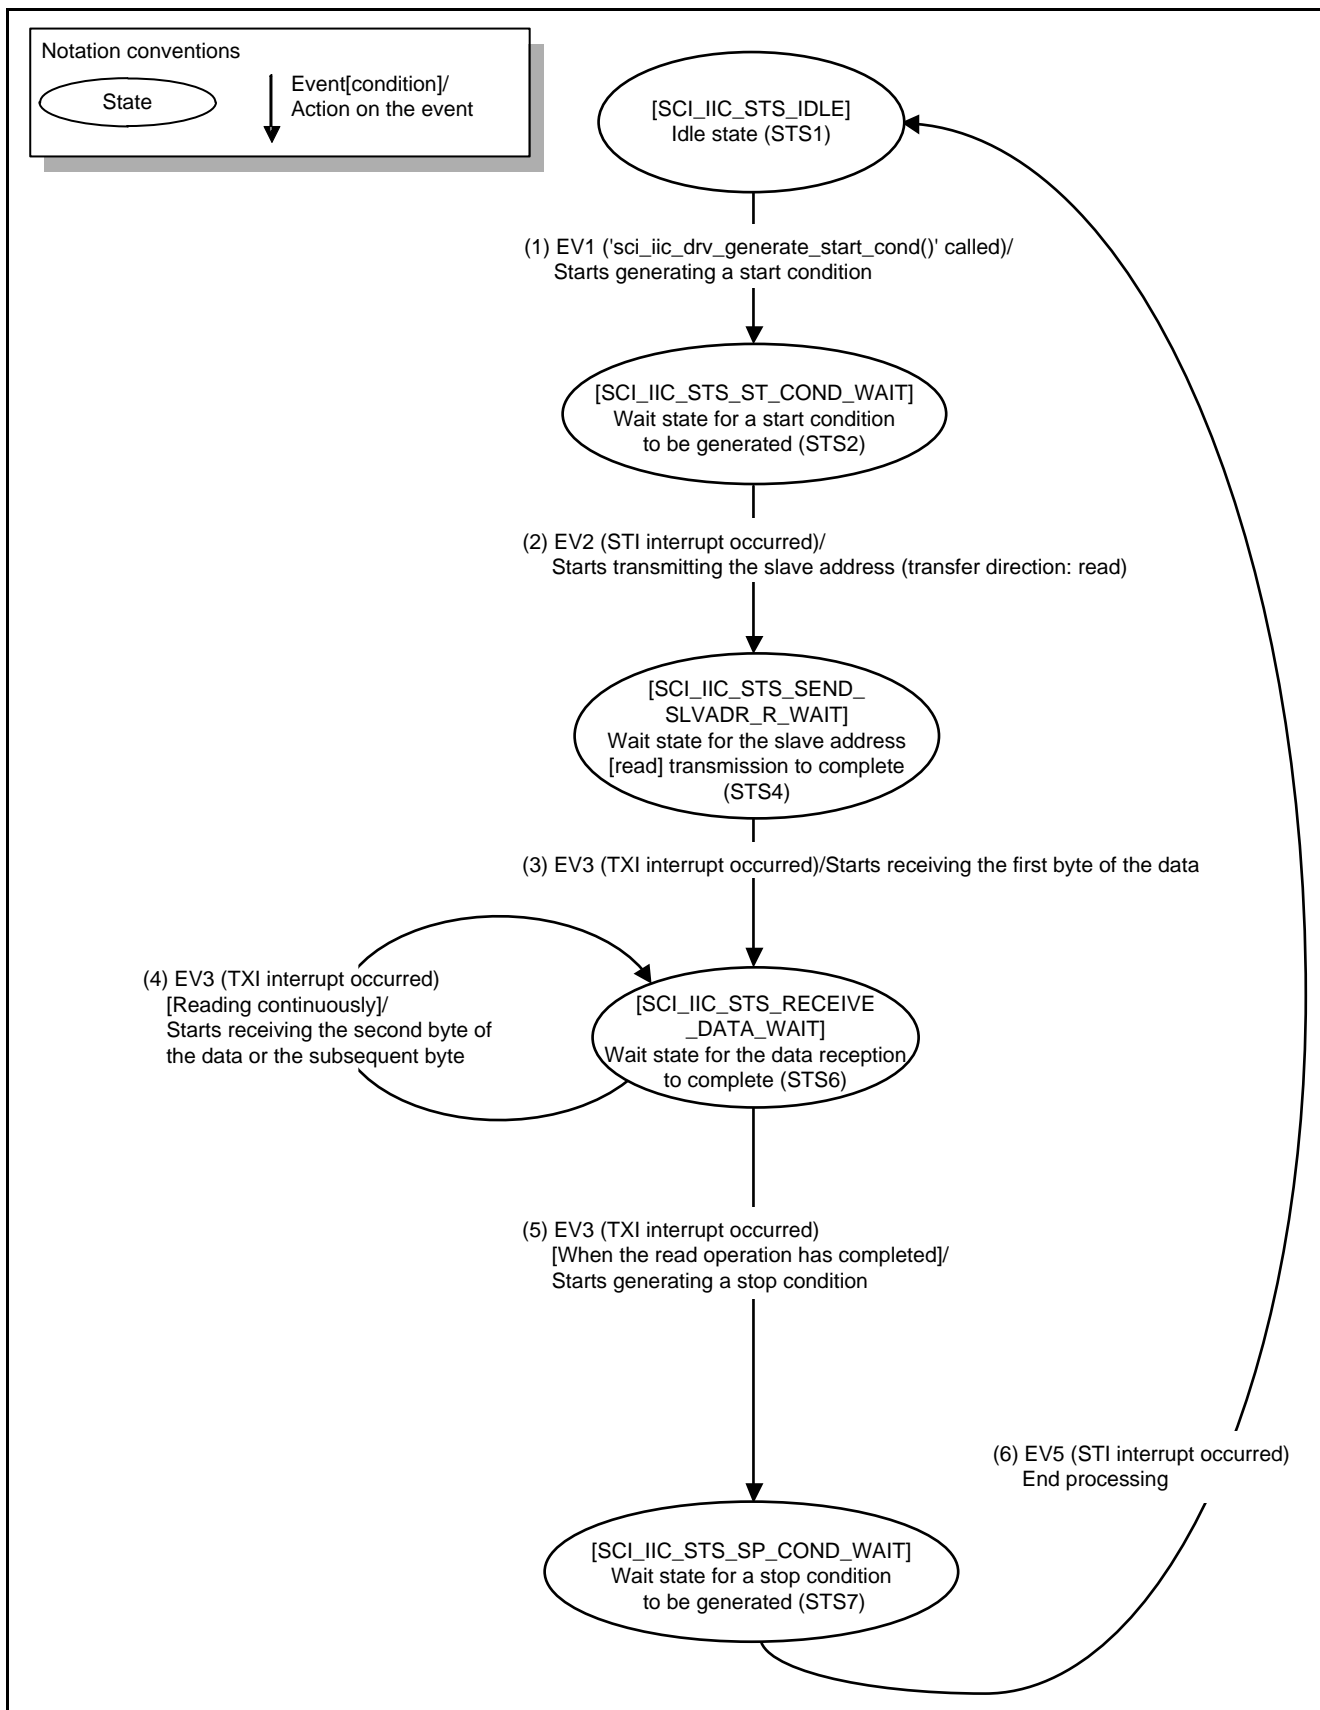 Notation conventions
State
Event[condition]/
Action on the event
[SCI_IIC_STS_IDLE]
Idle state (STS1)
(1) EV1 ('sci_iic_drv_generate_start_cond()' called)/
Starts generating a start condition
[SCI_IIC_STS_ST_COND_WAIT]
Wait state for a start condition
to be generated (STS2)
(2) EV2 (STI interrupt occurred)/
Starts transmitting the slave address (transfer direction: read)
[SCI_IIC_STS_SEND_
SLVADR_R_WAIT]
Wait state for the slave address
[read] transmission to complete
(STS4)
(3) EV3 (TXI interrupt occurred)/Starts receiving the first byte of the data
(4) EV3 (TXI interrupt occurred)
[Reading continuously]/
Starts receiving the second byte of
the data or the subsequent byte
[SCI_IIC_STS_RECEIVE
_DATA_WAIT]
Wait state for the data reception
to complete (STS6)
(5) EV3 (TXI interrupt occurred)
[When the read operation has completed]/
Starts generating a stop condition
(6) EV5 (STI interrupt occurred)
End processing
[SCI_IIC_STS_SP_COND_WAIT]
Wait state for a stop condition
to be generated (STS7)